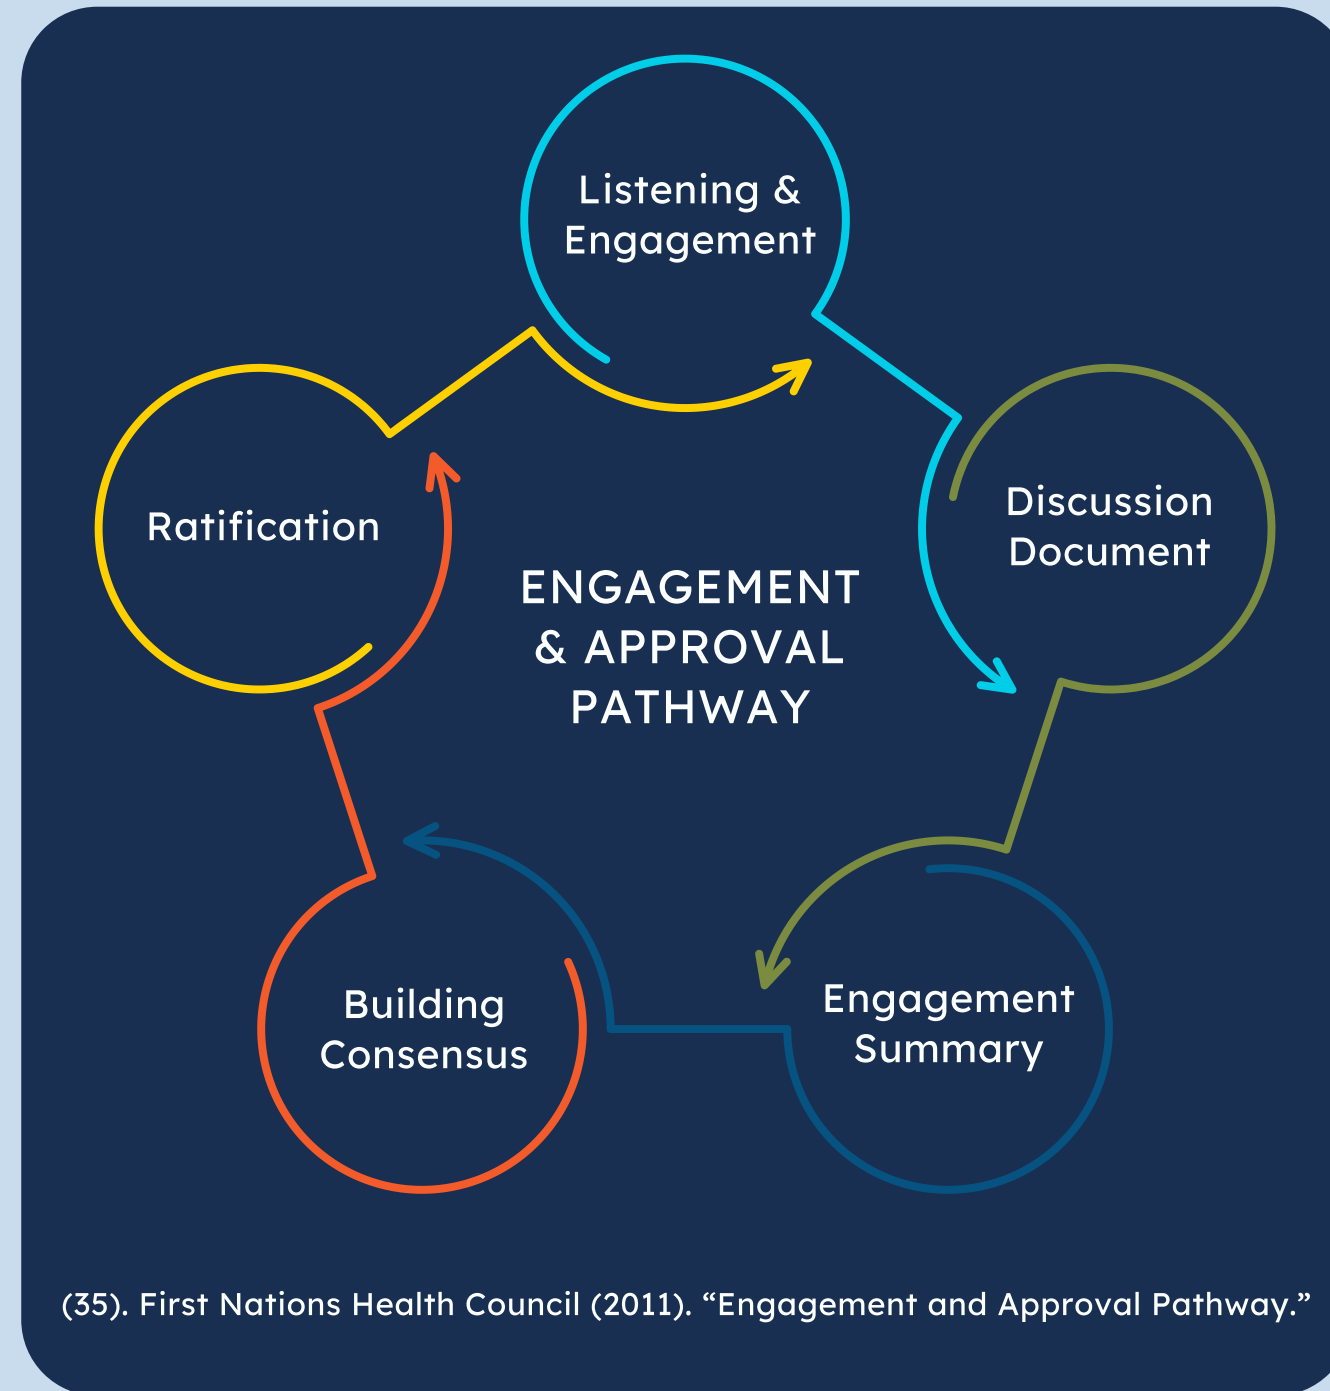 Listening &
Engagement
Discussion
Document
Engagement
Summary
Building
Consensus
Ratification
ENGAGEMENT
& APPROVAL
PATHWAY
(35). First Nations Health Council (2011). “Engagement and Approval Pathway.”